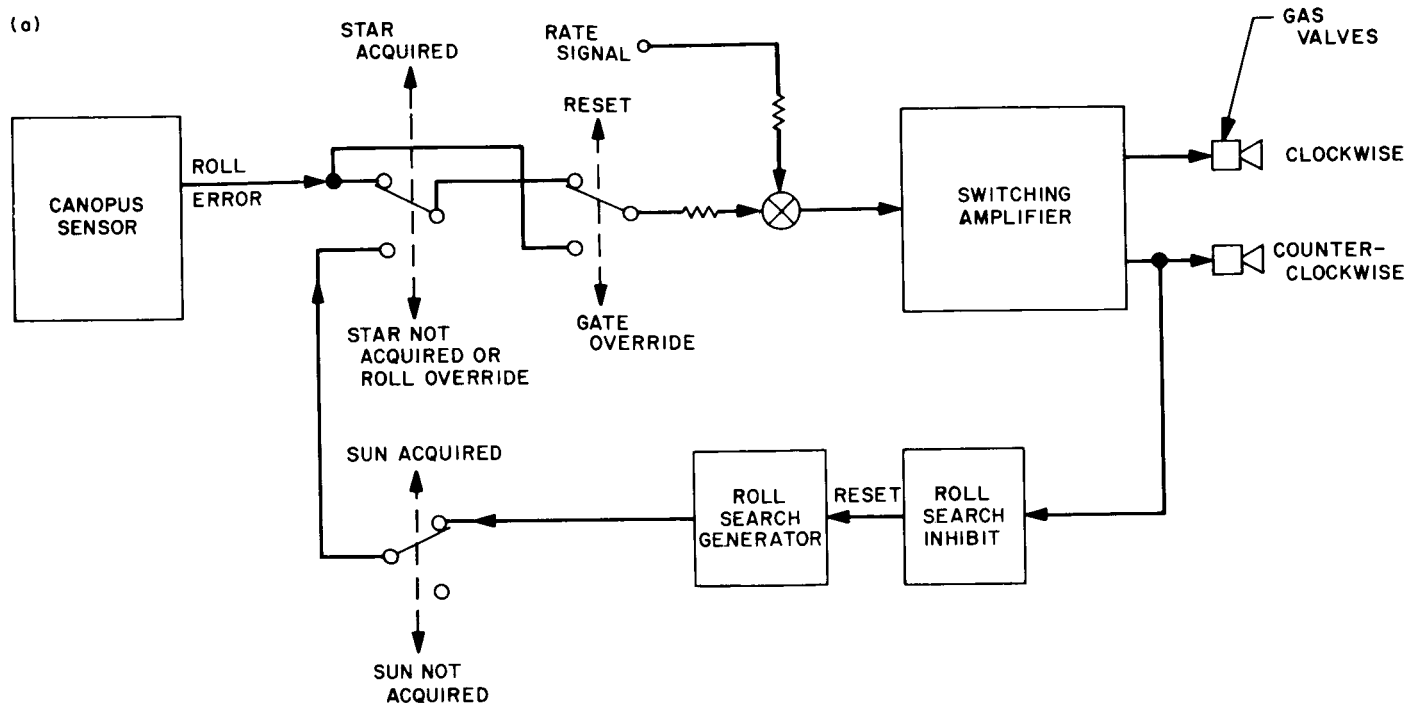 (a)
STAR
ACQUIRED
RATE
SIGNAL
GAS
VALVES
RESET
CANOPUS
SENSOR
ROLL
ERROR
SWITCHING
AMPLIFIER
CLOCKWISE
COUNTER-
CLOCKWISE
STAR NOT
ACQUIRED OR
ROLL OVERRIDE
GATE
OVERRIDE
SUN ACQUIRED
ROLL
SEARCH
GENERATOR
RESET
ROLL
SEARCH
INHIBIT
SUN NOT
ACQUIRED